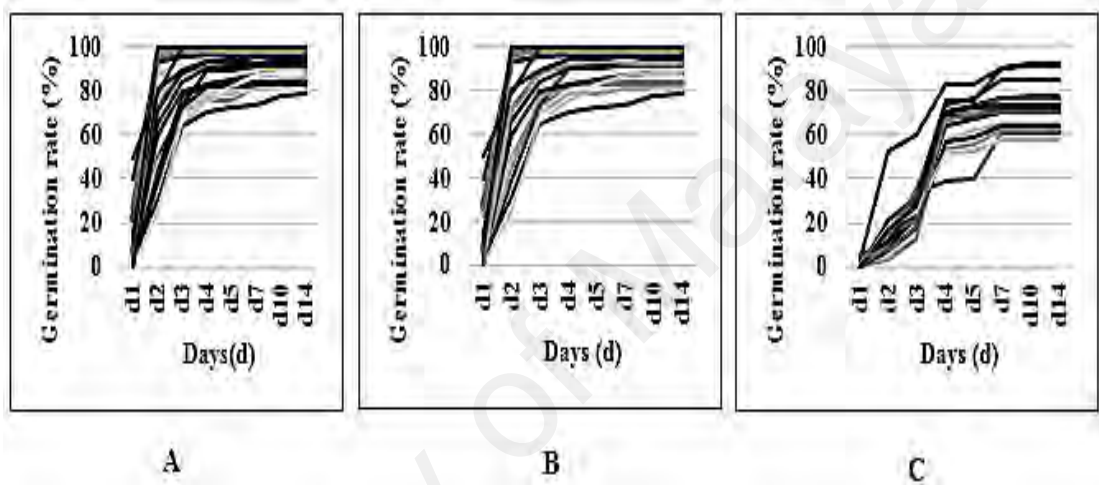 Germination rate (%)
100
80
60
40
20
0
d1
d2
d3
d4
d5
d7
d10
d14
Days(d)
A
Germination rate (%)
100
80
60
40
20
0
d1
d2
d3
d4
d5
d7
d10
d14
Days (d)
B
Germination rate (%)
100
80
60
40
20
0
d1
d2
d3
d4
d5
d7
d10
d14
Days (d)
C
of Malaya